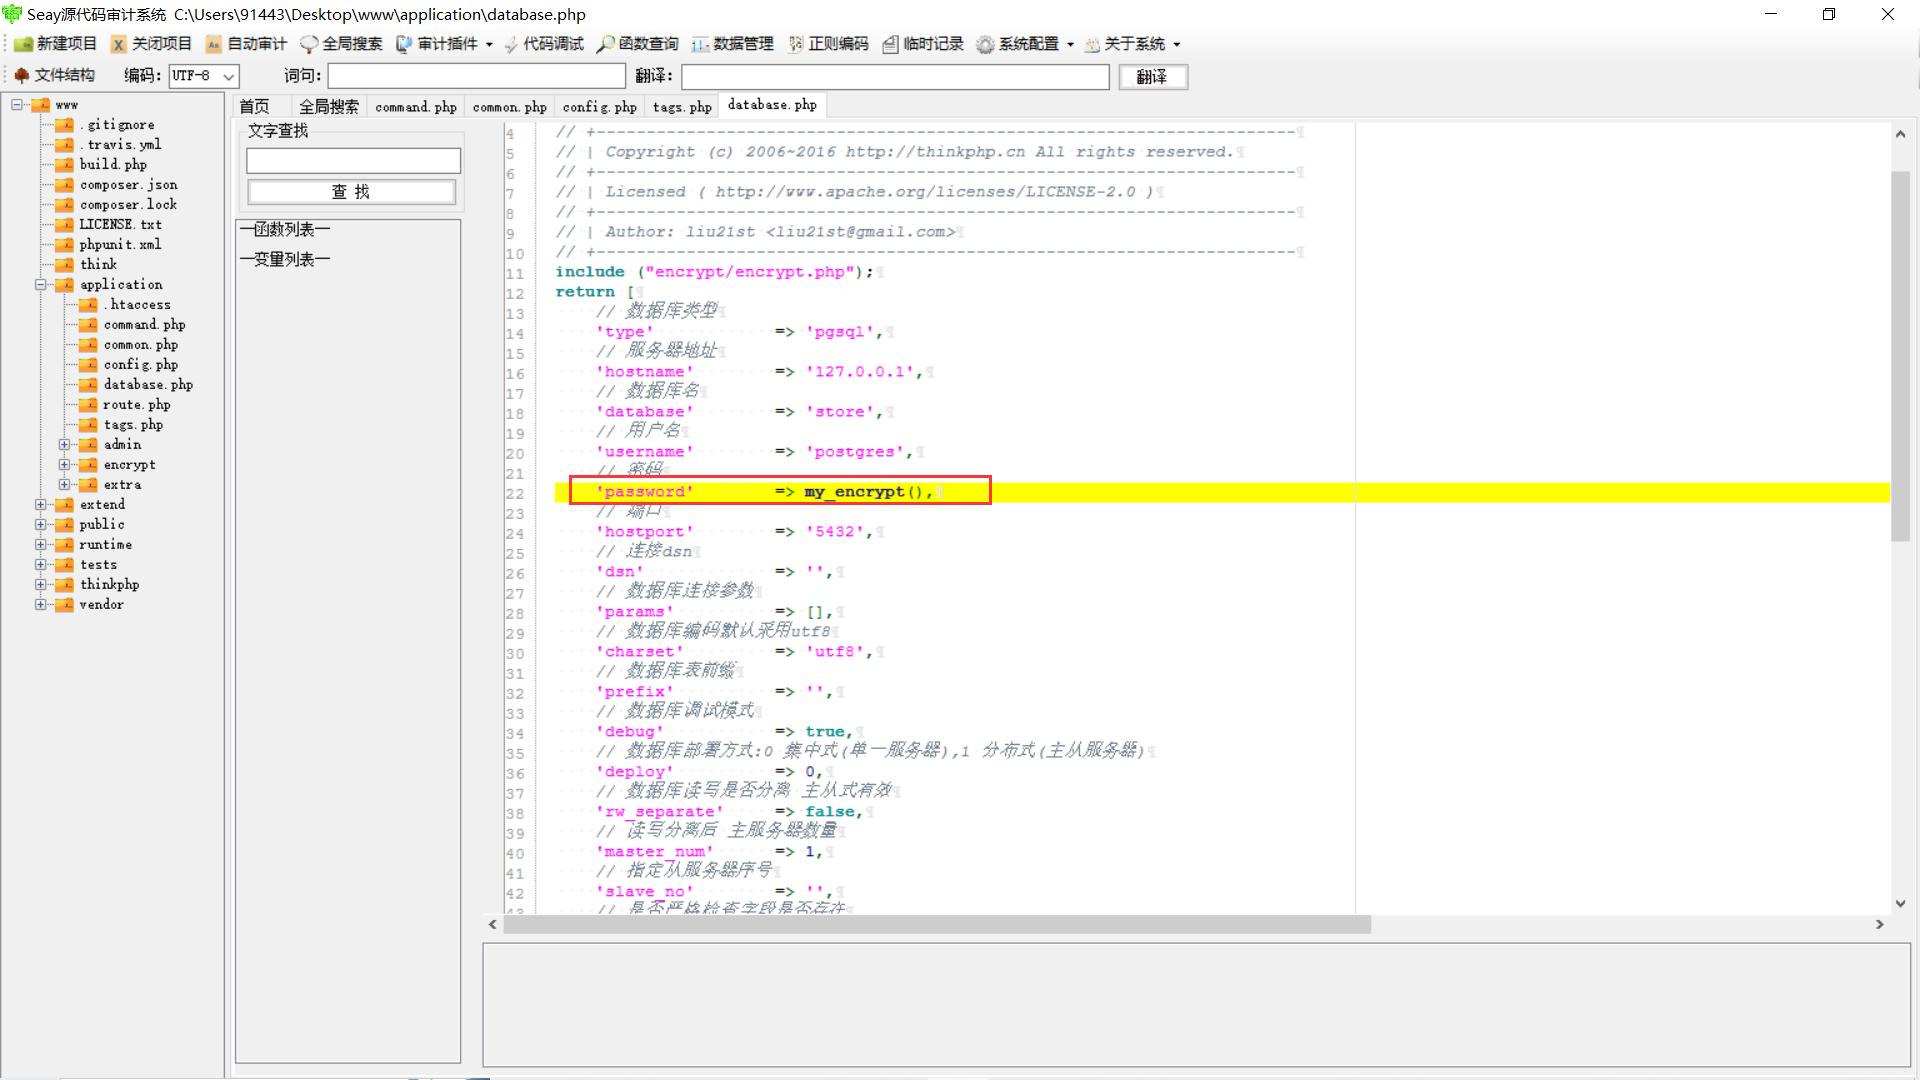 Seay源代码审计系统  C:\Users\91443\Desktop\www\application\database.php
新建项目 关闭项目 自动审计 全局搜索 审计插件 代码调试 函数查询 数据管理 正则编码 临时记录 系统配置 关于系统
文件结构 编码: UTF-8 词句: 翻译: 翻译
首页 全局搜索 command.php common.php config.php tags.php database.php
www
.gitignore
.travis.yml
build.php
composer.json
composer.lock
LICENSE.txt
phpunit.xml
think
application
.htaccess
command.php
common.php
config.php
database.php
route.php
tags.php
admin
encrypt
extra
extend
public
runtime
tests
thinkphp
vendor
文字查找
查 找
—函数列表—
—变量列表—
4 // +----------------------------------------------------------------------
5 // | Copyright (c) 2006~2016 http://thinkphp.cn All rights reserved.
6 // +----------------------------------------------------------------------
7 // | Licensed ( http://www.apache.org/licenses/LICENSE-2.0 )
8 // +----------------------------------------------------------------------
9 // | Author: liu21st <liu21st@gmail.com>
10 // +----------------------------------------------------------------------
11 include ("encrypt/encrypt.php");
12 return [
13 // 数据库类型
14 'type' => 'pgsql',
15 // 服务器地址
16 'hostname' => '127.0.0.1',
17 // 数据库名
18 'database' => 'store',
19 // 用户名
20 'username' => 'postgres',
21 // 密码
22 'password' => my_encrypt(),
23 // 端口
24 'hostport' => '5432',
25 // 连接dsn
26 'dsn' => '',
27 // 数据库连接参数
28 'params' => [],
29 // 数据库编码默认采用utf8
30 'charset' => 'utf8',
31 // 数据库表前缀
32 'prefix' => '',
33 // 数据库调试模式
34 'debug' => true,
35 // 数据库部署方式:0 集中式(单一服务器),1 分布式(主从服务器)
36 'deploy' => 0,
37 // 数据库读写是否分离 主从式有效
38 'rw_separate' => false,
39 // 读写分离后 主服务器数量
40 'master_num' => 1,
41 // 指定从服务器序号
42 'slave_no' => '',
43 // 是否严格检查字段是否存在